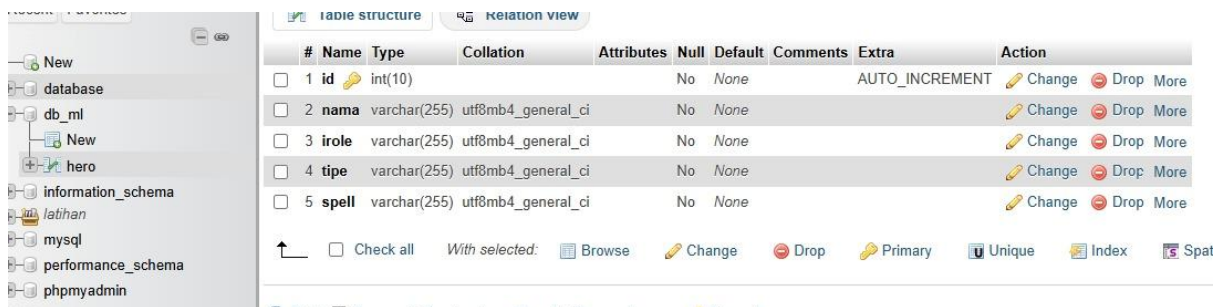 Recent Favorites
Table structure Relation view
New
database
db_ml
New
hero
information_schema
latihan
mysql
performance_schema
phpmyadmin
# Name Type Collation Attributes Null Default Comments Extra Action
1 id int(10) No None AUTO_INCREMENT Change Drop More
2 nama varchar(255) utf8mb4_general_ci No None Change Drop More
3 irole varchar(255) utf8mb4_general_ci No None Change Drop More
4 tipe varchar(255) utf8mb4_general_ci No None Change Drop More
5 spell varchar(255) utf8mb4_general_ci No None Change Drop More
Check all With selected: Browse Change Drop Primary Unique Index Spat